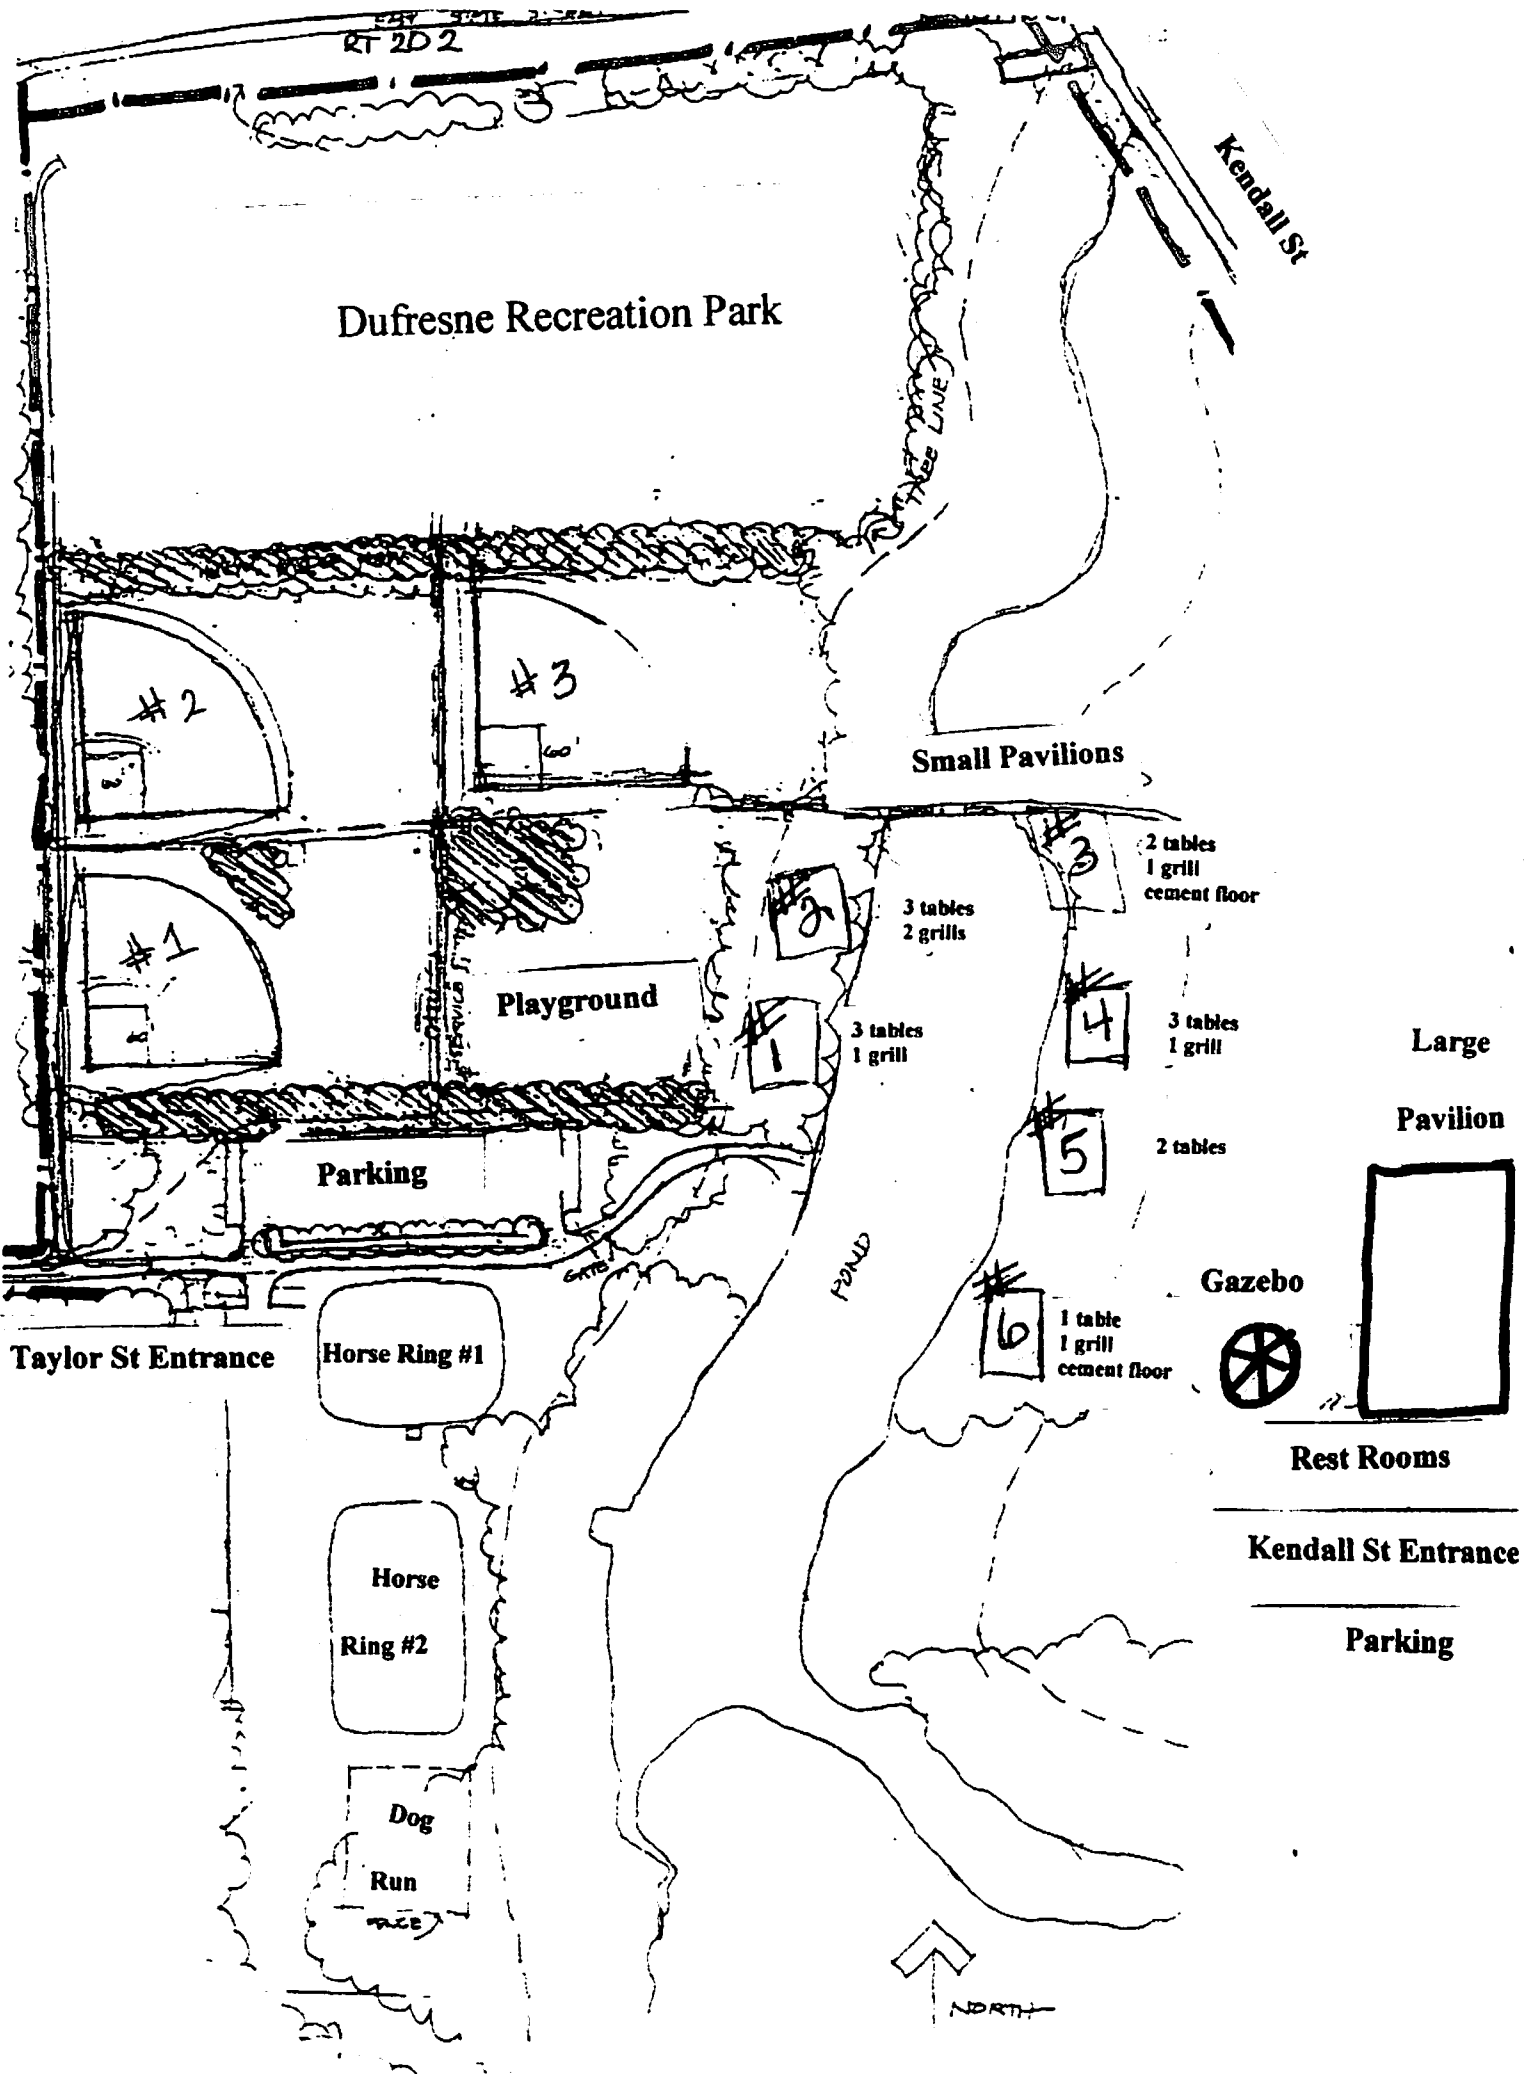 RT 202
Kendall St
Dufresne Recreation Park
TREE LINE
#2
#3
60'
Small Pavilions
#3
2 tables
1 grill
cement floor
#2
3 tables
2 grills
#1
Playground
#1
3 tables
1 grill
#4
3 tables
1 grill
Large
Pavilion
#5
2 tables
Parking
POND
GATE
Gazebo
#6
1 table
1 grill
cement floor
Taylor St Entrance
Horse Ring #1
Rest Rooms
Kendall St Entrance
Parking
Horse
Ring #2
Dog
Run
NORTH